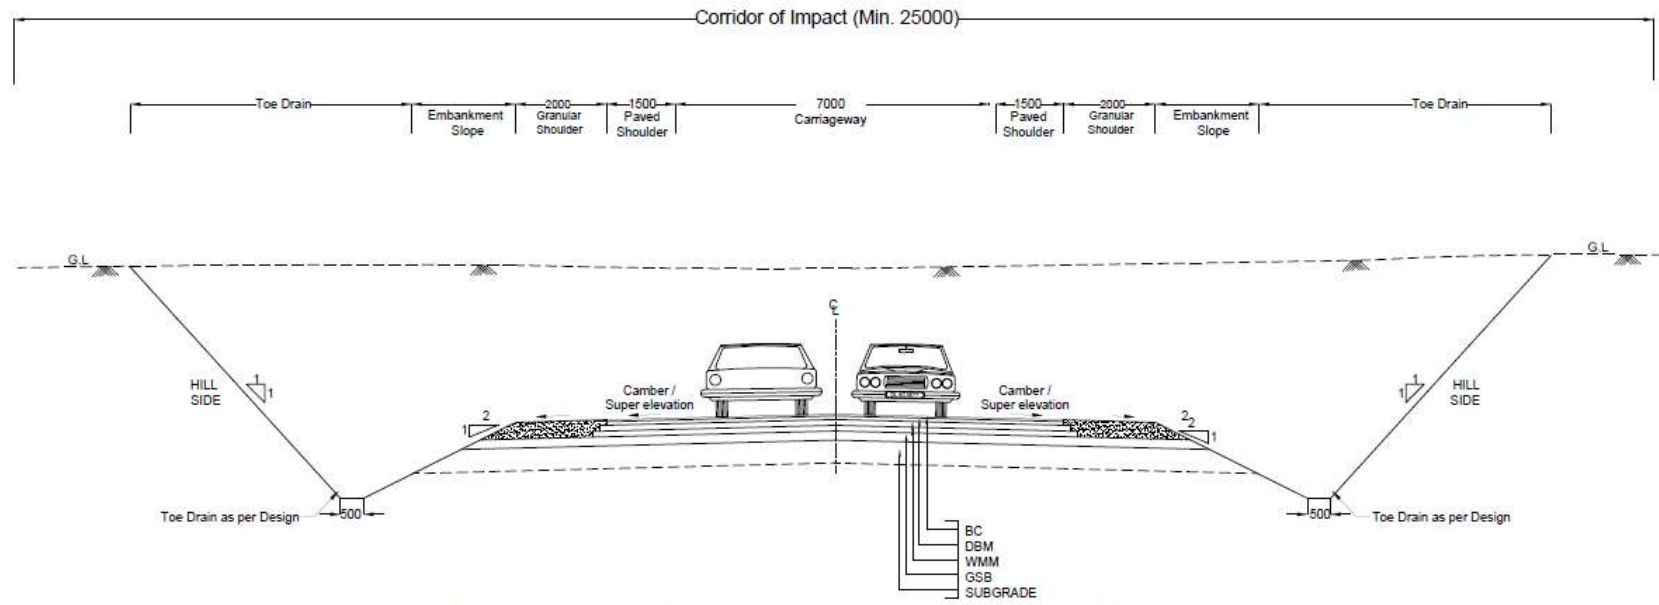 Corridor of Impact (Min. 25000)
Toe Drain
Embankment
Slope
2000
Granular
Shoulder
1500
Paved
Shoulder
7000
Carriageway
1500
Paved
Shoulder
2000
Granular
Shoulder
Embankment
Slope
Toe Drain
G.L
G.L
HILL
SIDE
1
1
2
1
Camber /
Super elevation
Camber /
Super elevation
2
2
1
1
1
HILL
SIDE
Toe Drain as per Design
500
500
Toe Drain as per Design
BC
DBM
WMM
GSB
SUBGRADE